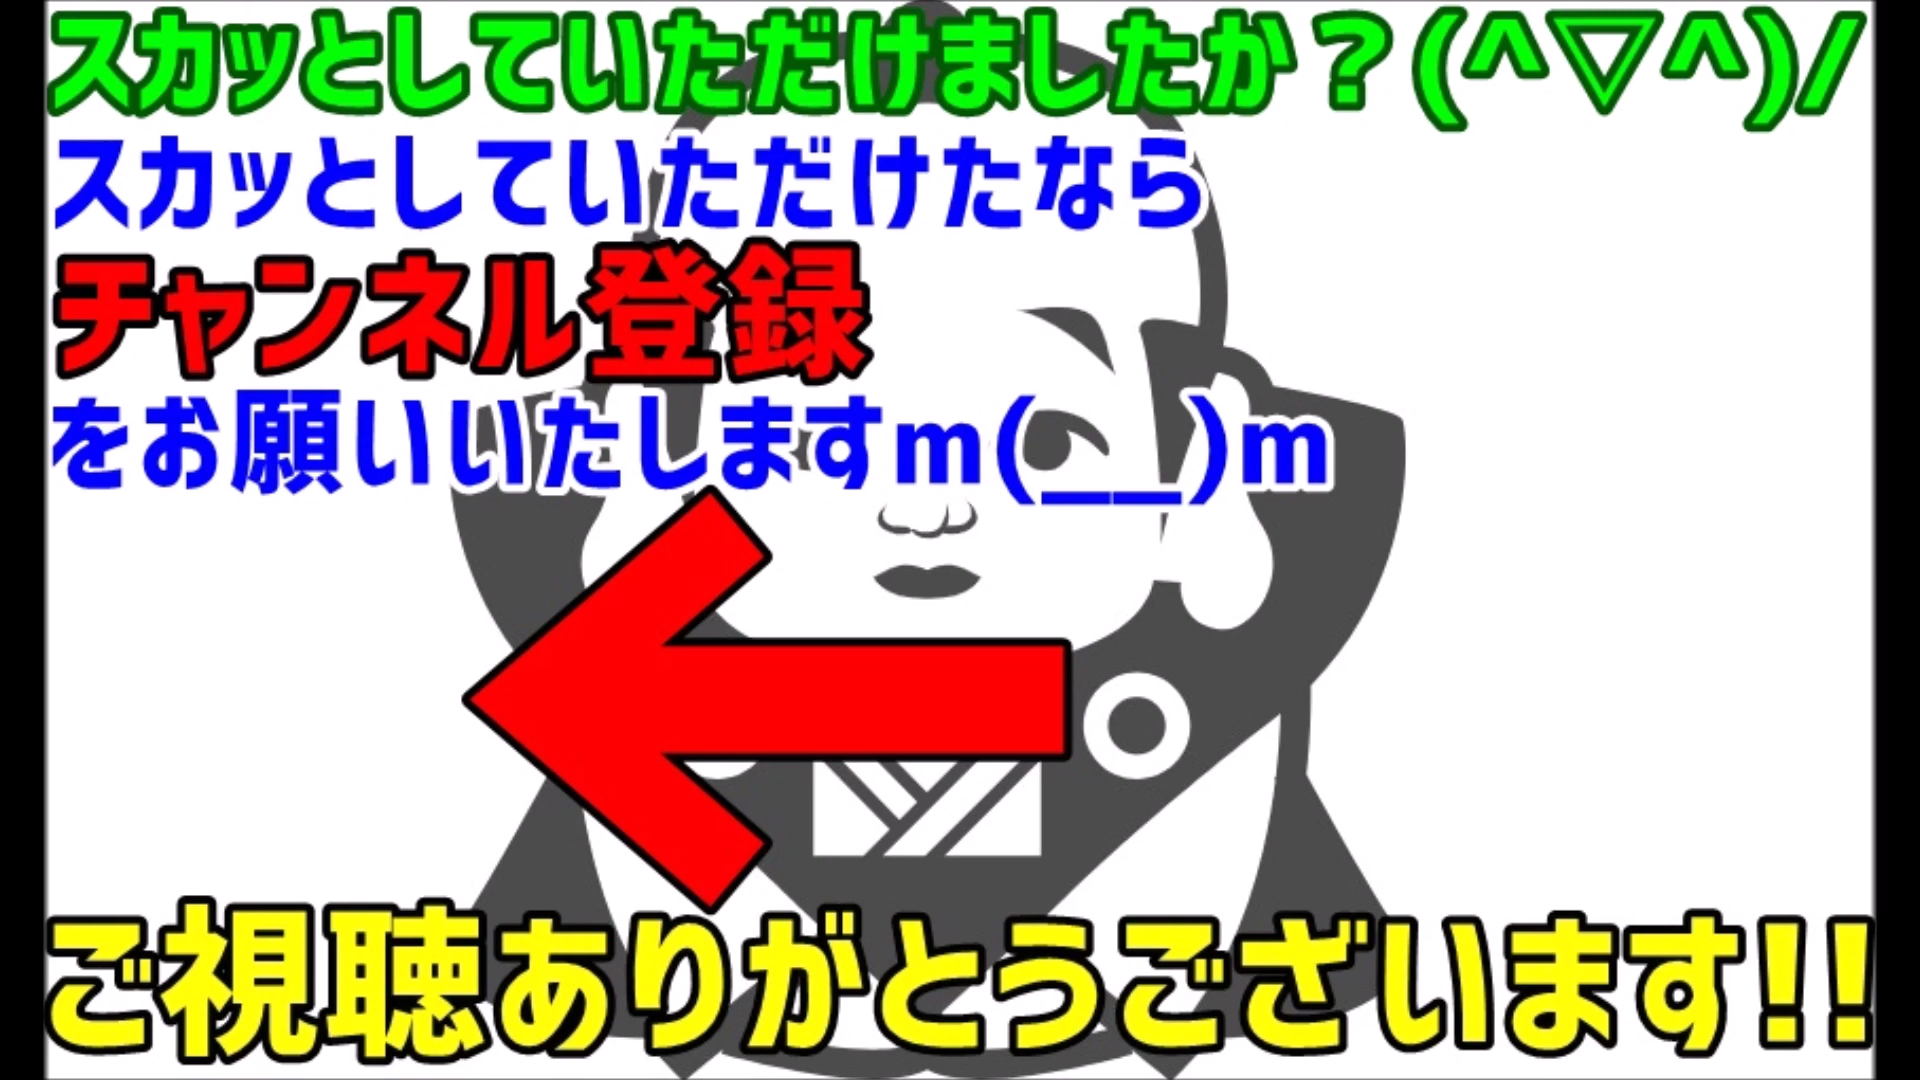 スカッとしていただけましたか？(^▽^)/
スカッとしていただけたなら
チャンネル登録
をお願いいたしますm(__)m
ご視聴ありがとうございます!!